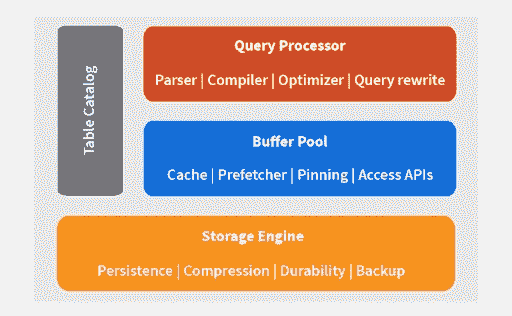 Table Catalog
Query Processor
Parser | Compiler | Optimizer | Query rewrite
Buffer Pool
Cache | Prefetcher | Pinning | Access APIs
Storage Engine
Persistence | Compression | Durability | Backup